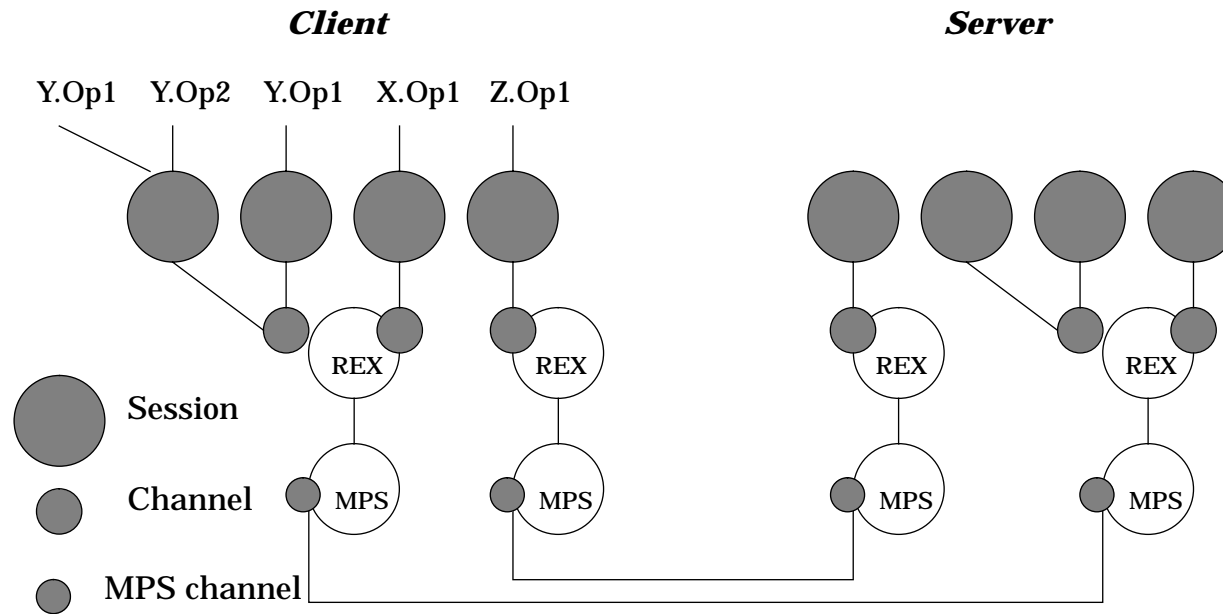 Client Server
Y.Op1 Y.Op2 Y.Op1 X.Op1 Z.Op1
REX REX REX REX
Session
Channel
MPS MPS MPS MPS
MPS channel